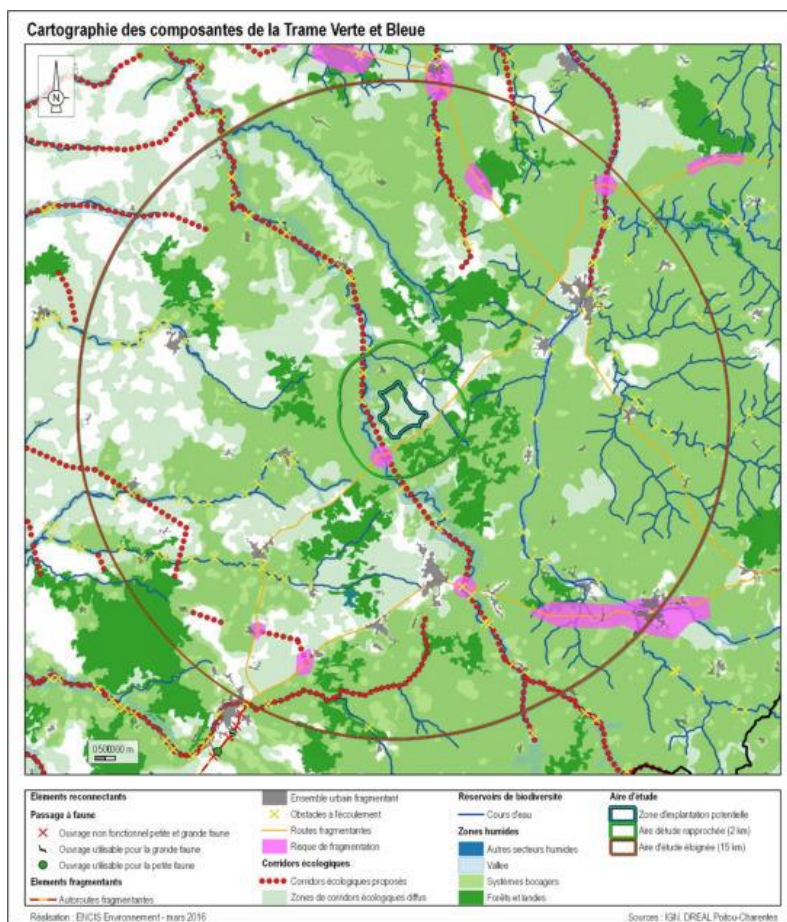 Cartographie des composantes de la Trame Verte et Bleue
N
Eléments reconnectants
Passage à faune
Ouvrage non fonctionnel petite et grande faune
Ouvrage utilisable pour la grande faune
Ouvrage utilisable pour la petite faune
Eléments fragmentants
Autoroutes fragmentantes
Ensemble urbain fragmentant
Obstacles à l'écoulement
Routes fragmentantes
Risque de fragmentation
Corridors écologiques
Corridors écologiques proposés
Zones de corridors écologiques diffus
Réservoirs de biodiversité
Cours d'eau
Zones humides
Autres secteurs humides
Vallée
Systèmes bocagers
Forêts et landes
Aire d'étude
Zone d'implantation potentielle
Aire d'étude rapprochée (2 km)
Aire d'étude éloignée (15 km)
Réalisation : ENCIS Environnement - mars 2016
Sources : IGN, DREAL Poitou-Charentes